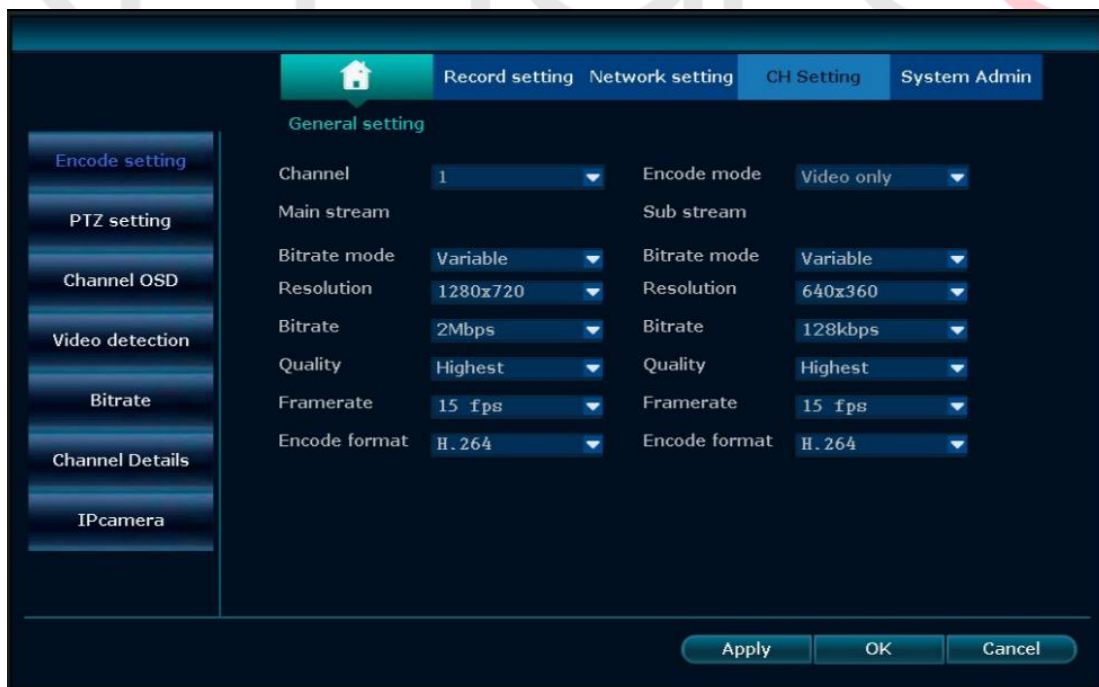 Record setting Network setting CH Setting System Admin
General setting
Encode setting
PTZ setting
Channel OSD
Video detection
Bitrate
Channel Details
IPcamera
Channel 1 Encode mode Video only
Main stream Sub stream
Bitrate mode Variable Bitrate mode Variable
Resolution 1280x720 Resolution 640x360
Bitrate 2Mbps Bitrate 128kbps
Quality Highest Quality Highest
Framerate 15 fps Framerate 15 fps
Encode format H.264 Encode format H.264
Apply OK Cancel